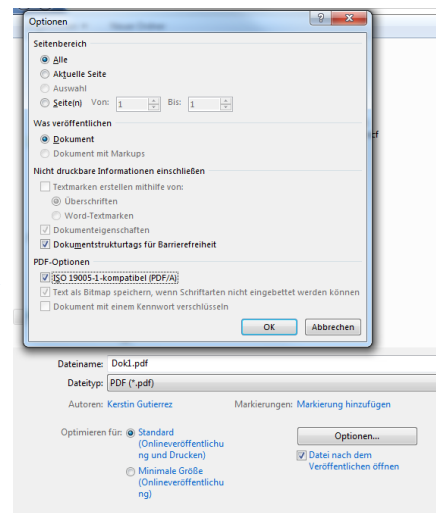 Optionen
Seitenbereich
Alle
Aktuelle Seite
Auswahl
Seite(n) Von: 1 Bis: 1
Was veröffentlichen
Dokument
Dokument mit Markups
Nicht druckbare Informationen einschließen
Textmarken erstellen mithilfe von:
Überschriften
Word-Textmarken
Dokumenteigenschaften
Dokumentstrukturtags für Barrierefreiheit
PDF-Optionen
ISO 19005-1-kompatibel (PDF/A)
Text als Bitmap speichern, wenn Schriftarten nicht eingebettet werden können
Dokument mit einem Kennwort verschlüsseln
OK Abbrechen
Dateiname: Dok1.pdf
Dateityp: PDF (*.pdf)
Autoren: Kerstin Gutierrez Markierungen: Markierung hinzufügen
Optimieren für: Standard
(Onlineveröffentlichu
ng und Drucken)
Minimale Größe
(Onlineveröffentlichu
ng)
Optionen...
Datei nach dem
Veröffentlichen öffnen